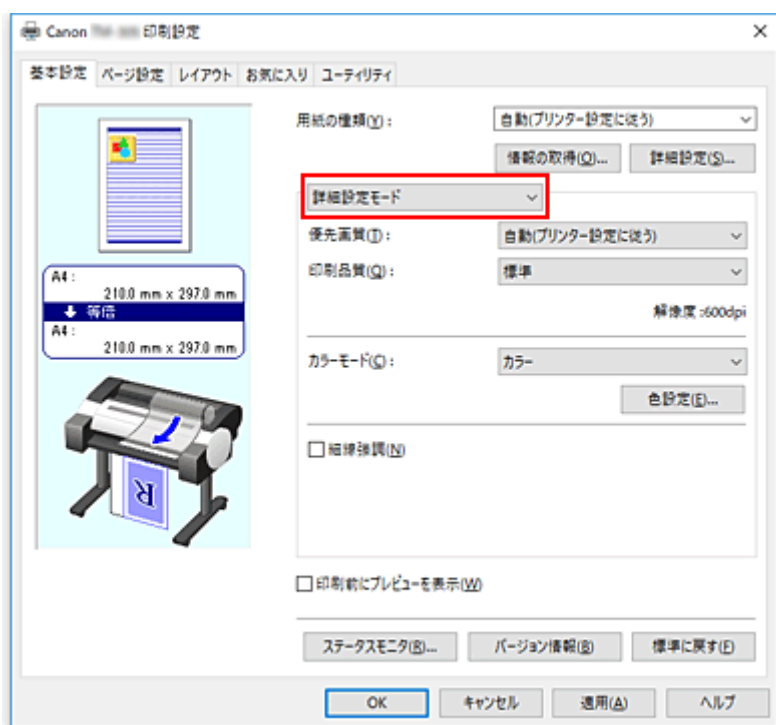 Canon 印刷設定
基本設定 ページ設定 レイアウト お気に入り ユーティリティ
用紙の種類(Y): 自動(プリンター設定に従う)
情報の取得(O)... 詳細設定(S)...
詳細設定モード
優先画質(T): 自動(プリンター設定に従う)
印刷品質(Q): 標準
解像度:600dpi
カラーモード(C): カラー
色設定(E)...
細線強調(N)
A4:
210.0 mm x 297.0 mm
等倍
A4:
210.0 mm x 297.0 mm
R
印刷前にプレビューを表示(W)
ステータスモニタ(R)... バージョン情報(B) 標準に戻す(F)
OK キャンセル 適用(A) ヘルプ